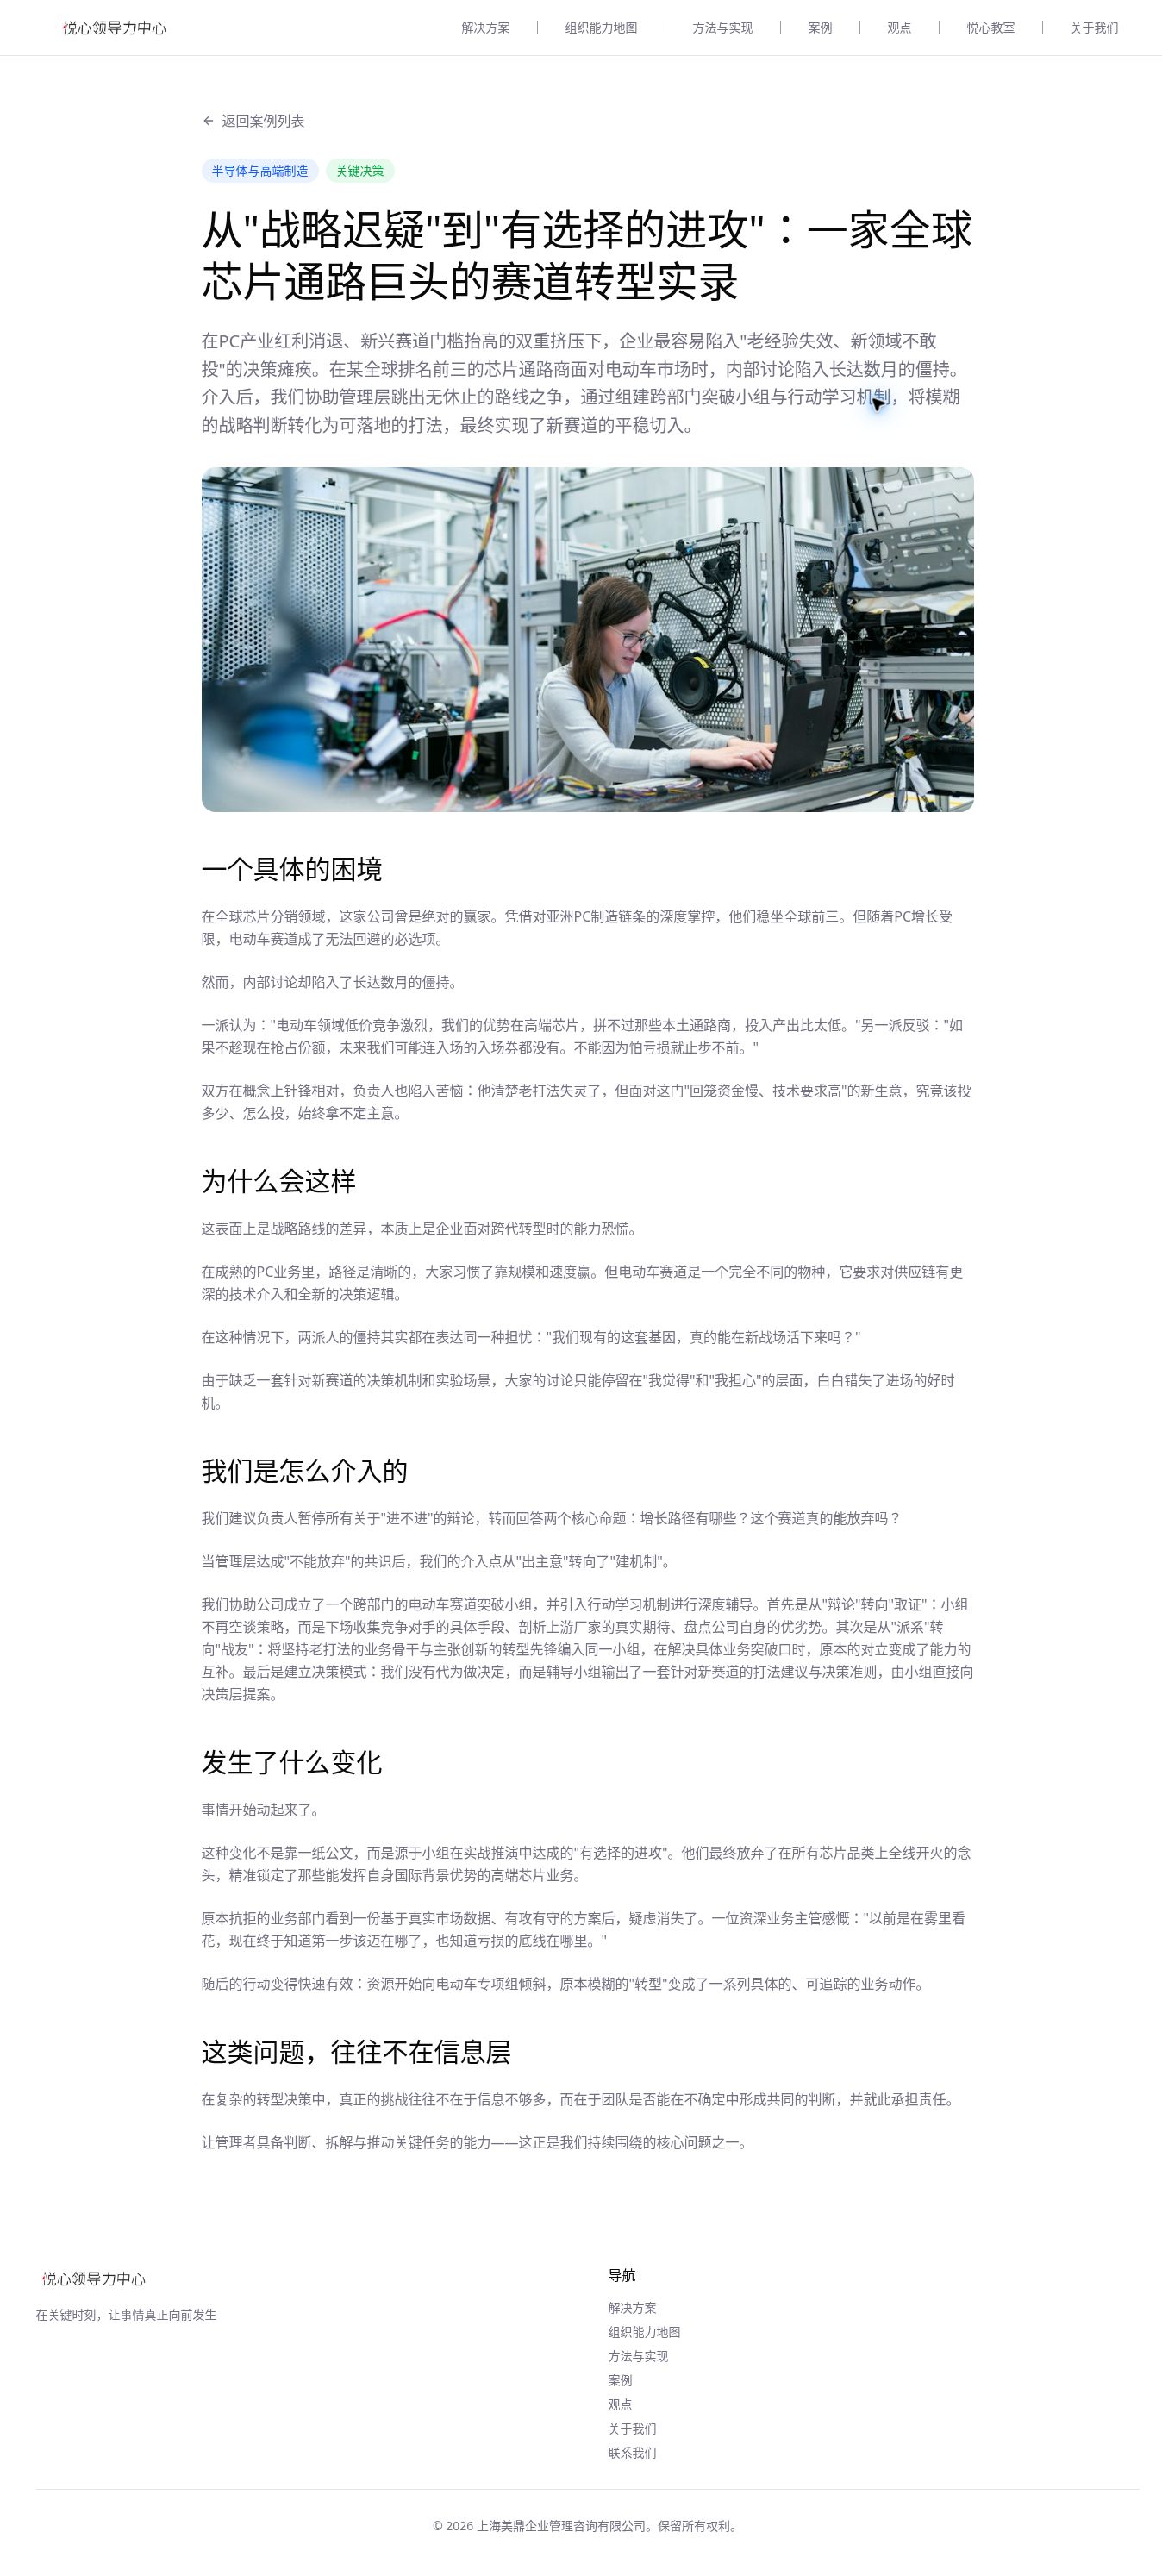 悦心领导力中心
解决方案
组织能力地图
方法与实现
案例
观点
悦心教室
关于我们
返回案例列表
半导体与高端制造
关键决策
从"战略迟疑"到"有选择的进攻"：一家全球
芯片通路巨头的赛道转型实录
在PC产业红利消退、新兴赛道门槛抬高的双重挤压下，企业最容易陷入"老经验失效、新领域不敢
投"的决策瘫痪。在某全球排名前三的芯片通路商面对电动车市场时，内部讨论陷入长达数月的僵持。
介入后，我们协助管理层跳出无休止的路线之争，通过组建跨部门突破小组与行动学习机制，将模糊
的战略判断转化为可落地的打法，最终实现了新赛道的平稳切入。
一个具体的困境
在全球芯片分销领域，这家公司曾是绝对的赢家。凭借对亚洲PC制造链条的深度掌控，他们稳坐全球前三。但随着PC增长受
限，电动车赛道成了无法回避的必选项。
然而，内部讨论却陷入了长达数月的僵持。
一派认为："电动车领域低价竞争激烈，我们的优势在高端芯片，拼不过那些本土通路商，投入产出比太低。"另一派反驳："如
果不趁现在抢占份额，未来我们可能连入场的入场券都没有。不能因为怕亏损就止步不前。"
双方在概念上针锋相对，负责人也陷入苦恼：他清楚老打法失灵了，但面对这门"回笼资金慢、技术要求高"的新生意，究竟该投
多少、怎么投，始终拿不定主意。
为什么会这样
这表面上是战略路线的差异，本质上是企业面对跨代转型时的能力恐慌。
在成熟的PC业务里，路径是清晰的，大家习惯了靠规模和速度赢。但电动车赛道是一个完全不同的物种，它要求对供应链有更
深的技术介入和全新的决策逻辑。
在这种情况下，两派人的僵持其实都在表达同一种担忧："我们现有的这套基因，真的能在新战场活下来吗？"
由于缺乏一套针对新赛道的决策机制和实验场景，大家的讨论只能停留在"我觉得"和"我担心"的层面，白白错失了进场的好时
机。
我们是怎么介入的
我们建议负责人暂停所有关于"进不进"的辩论，转而回答两个核心命题：增长路径有哪些？这个赛道真的能放弃吗？
当管理层达成"不能放弃"的共识后，我们的介入点从"出主意"转向了"建机制"。
我们协助公司成立了一个跨部门的电动车赛道突破小组，并引入行动学习机制进行深度辅导。首先是从"辩论"转向"取证"：小组
不再空谈策略，而是下场收集竞争对手的具体手段、剖析上游厂家的真实期待、盘点公司自身的优劣势。其次是从"派系"转
向"战友"：将坚持老打法的业务骨干与主张创新的转型先锋编入同一小组，在解决具体业务突破口时，原本的对立变成了能力的
互补。最后是建立决策模式：我们没有代为做决定，而是辅导小组输出了一套针对新赛道的打法建议与决策准则，由小组直接向
决策层提案。
发生了什么变化
事情开始动起来了。
这种变化不是靠一纸公文，而是源于小组在实战推演中达成的"有选择的进攻"。他们最终放弃了在所有芯片品类上全线开火的念
头，精准锁定了那些能发挥自身国际背景优势的高端芯片业务。
原本抗拒的业务部门看到一份基于真实市场数据、有攻有守的方案后，疑虑消失了。一位资深业务主管感慨："以前是在雾里看
花，现在终于知道第一步该迈在哪了，也知道亏损的底线在哪里。"
随后的行动变得快速有效：资源开始向电动车专项组倾斜，原本模糊的"转型"变成了一系列具体的、可追踪的业务动作。
这类问题，往往不在信息层
在复杂的转型决策中，真正的挑战往往不在于信息不够多，而在于团队是否能在不确定中形成共同的判断，并就此承担责任。
让管理者具备判断、拆解与推动关键任务的能力——这正是我们持续围绕的核心问题之一。
悦心领导力中心
在关键时刻，让事情真正向前发生
导航
解决方案
组织能力地图
方法与实现
案例
观点
关于我们
联系我们
© 2026 上海美鼎企业管理咨询有限公司。保留所有权利。